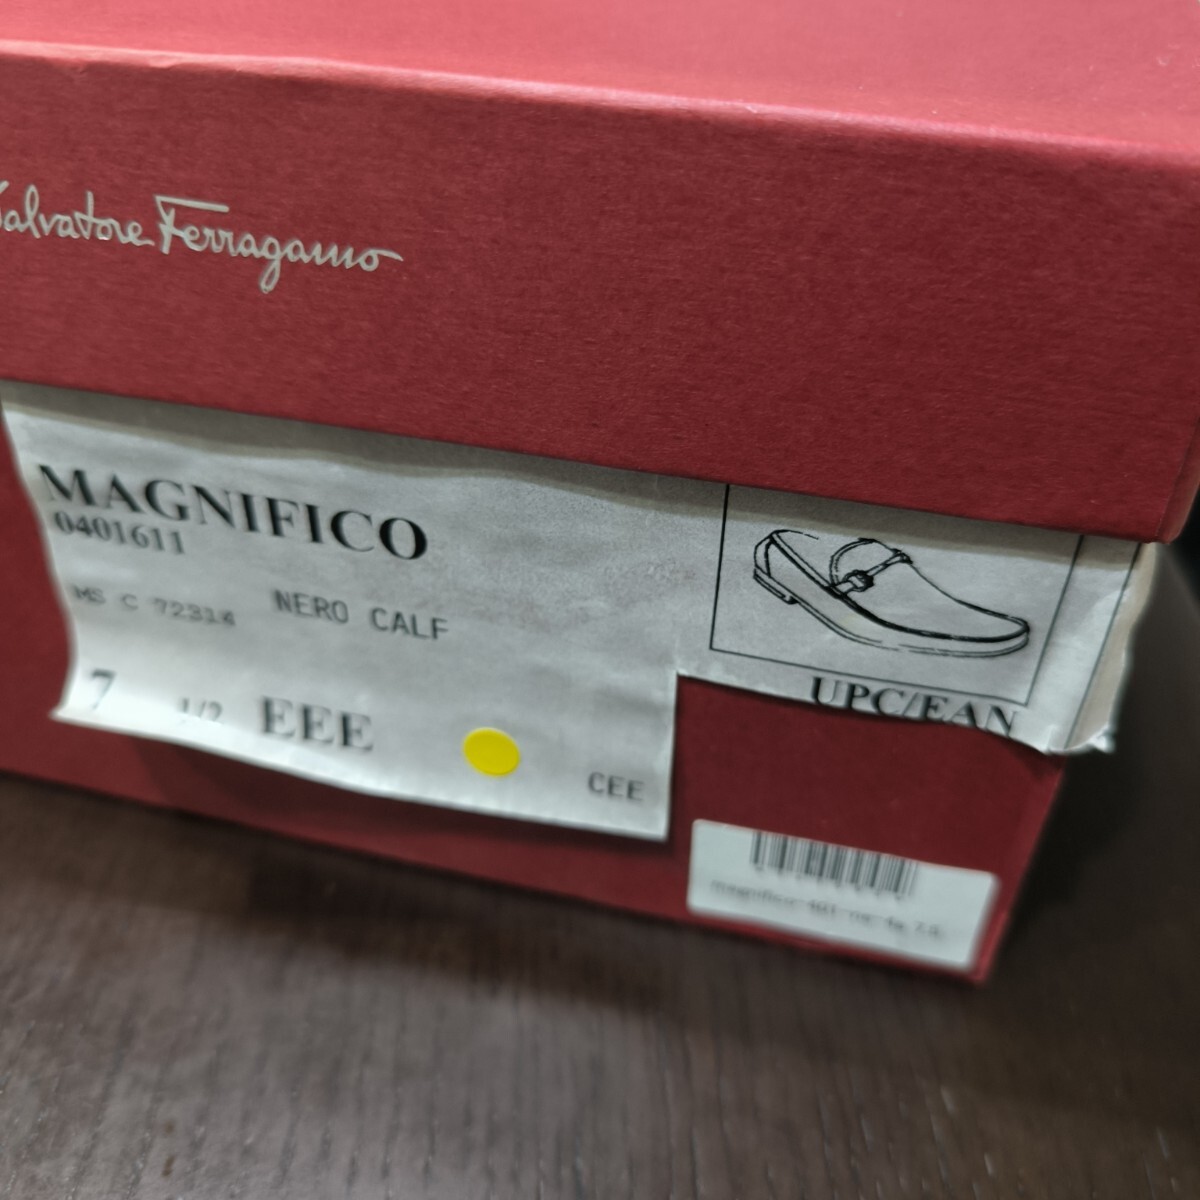 Salvatore Ferragamo
MAGNIFICO
0401611
MS C 72314 NERO CALF
7 1/2 EEE
CEE
UPC/EAN